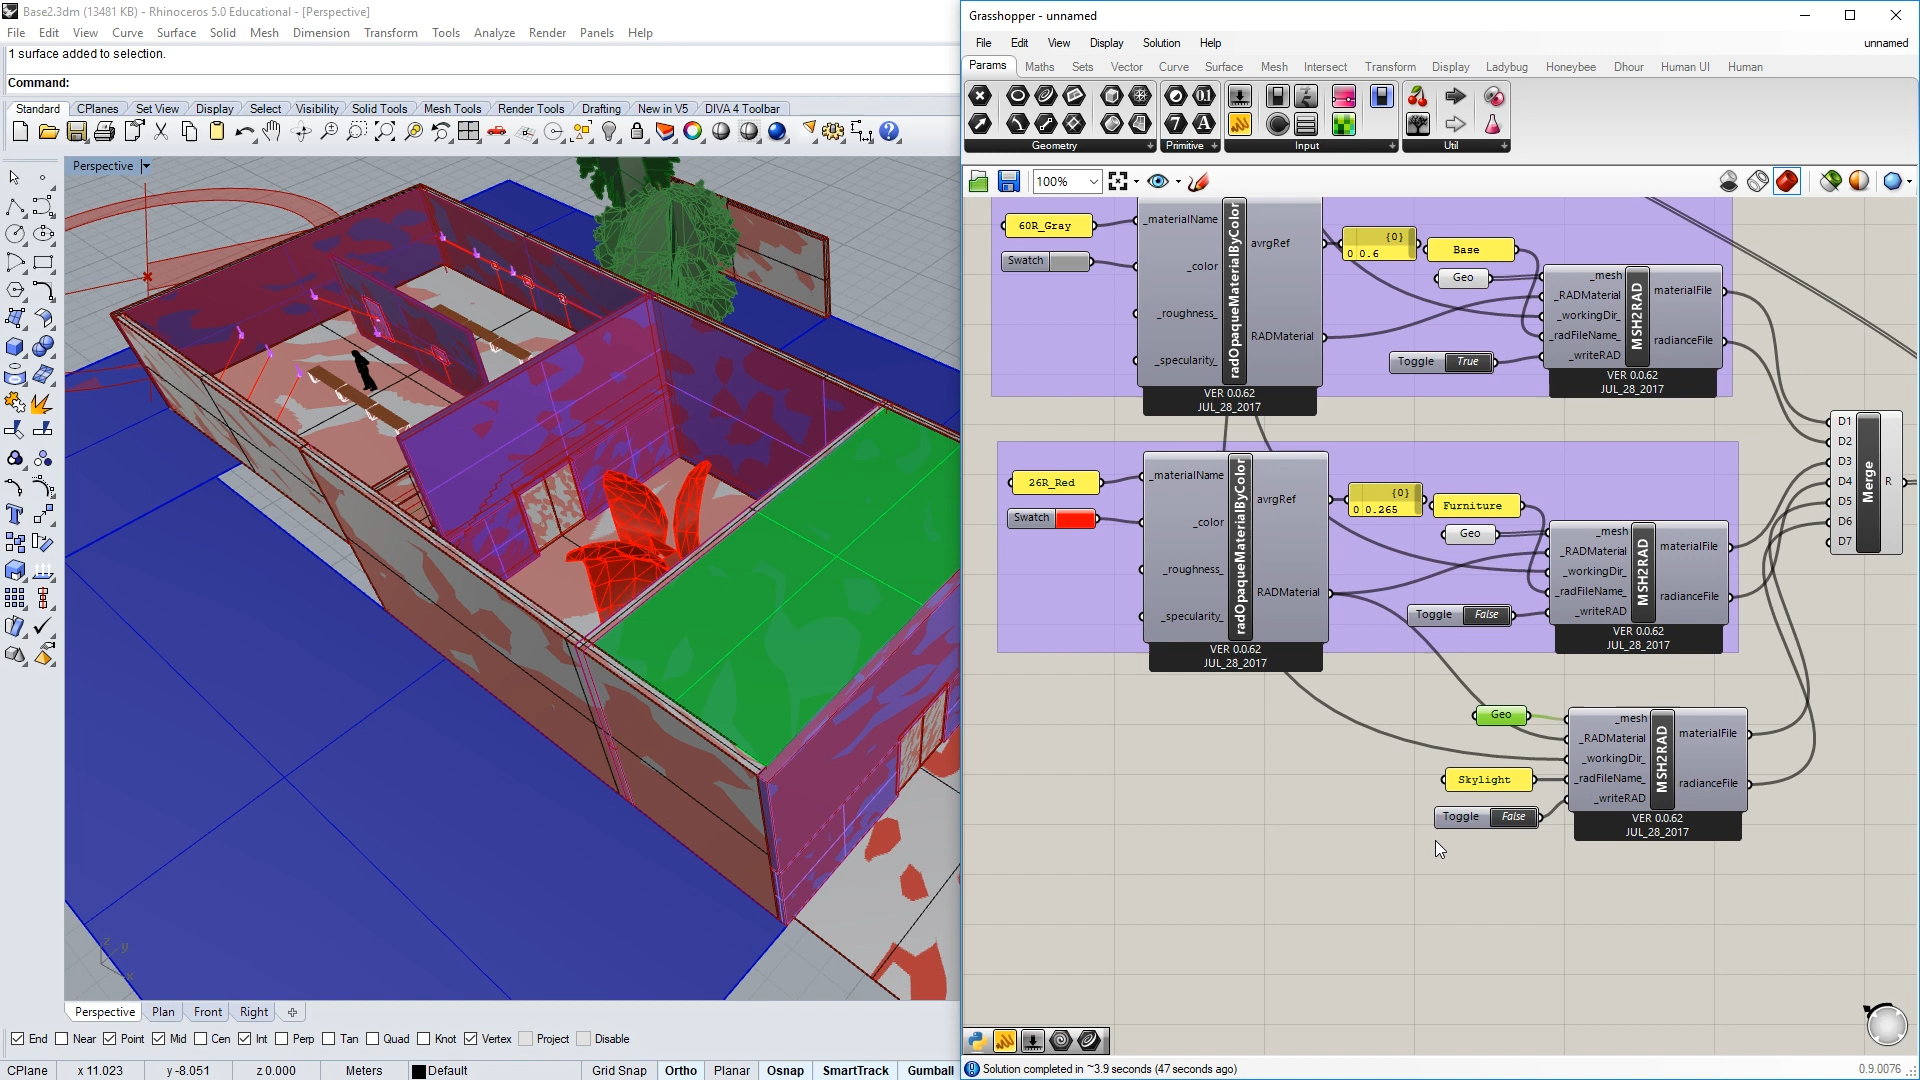 Base2.3dm (13481 KB) - Rhinoceros 5.0 Educational - [Perspective]
File Edit View Curve Surface Solid Mesh Dimension Transform Tools Analyze Render Panels Help
1 surface added to selection.
Command:
Standard CPlanes Set View Display Select Visibility Solid Tools Mesh Tools Render Tools Drafting New in V5 DIVA 4 Toolbar
Perspective
z y
x
Perspective Plan Front Right
End Near Point Mid Cen Int Perp Tan Quad Knot Vertex Project Disable
CPlane x 11.023 y -8.051 z 0.000 Meters Default Grid Snap Ortho Planar Osnap SmartTrack Gumball
Grasshopper - unnamed
File Edit View Display Solution Help unnamed
Params Maths Sets Vector Curve Surface Mesh Intersect Transform Display Ladybug Honeybee Dhour Human UI Human
Geometry Primitive Input Util
100%
60R_Gray
Swatch
_materialName
_color
_roughness_
_specularity_
radOpaqueMaterialByColor
avrgRef
RADMaterial
VER 0.0.62
JUL_28_2017
{0}
0 0.6
Base
Geo
Toggle True
_mesh
_RADMaterial
_workingDir_
_radFileName_
_writeRAD
MSH2RAD
materialFile
radianceFile
VER 0.0.62
JUL_28_2017
26R_Red
Swatch
_materialName
_color
_roughness_
_specularity_
radOpaqueMaterialByColor
avrgRef
RADMaterial
VER 0.0.62
JUL_28_2017
{0}
0 0.265
Furniture
Geo
Toggle False
_mesh
_RADMaterial
_workingDir_
_radFileName_
_writeRAD
MSH2RAD
materialFile
radianceFile
VER 0.0.62
JUL_28_2017
Geo
Skylight
Toggle False
_mesh
_RADMaterial
_workingDir_
_radFileName_
_writeRAD
MSH2RAD
materialFile
radianceFile
VER 0.0.62
JUL_28_2017
D1
D2
D3
D4
D5
D6
D7
Merge
R
Solution completed in ~3.9 seconds (47 seconds ago)
0.9.0076